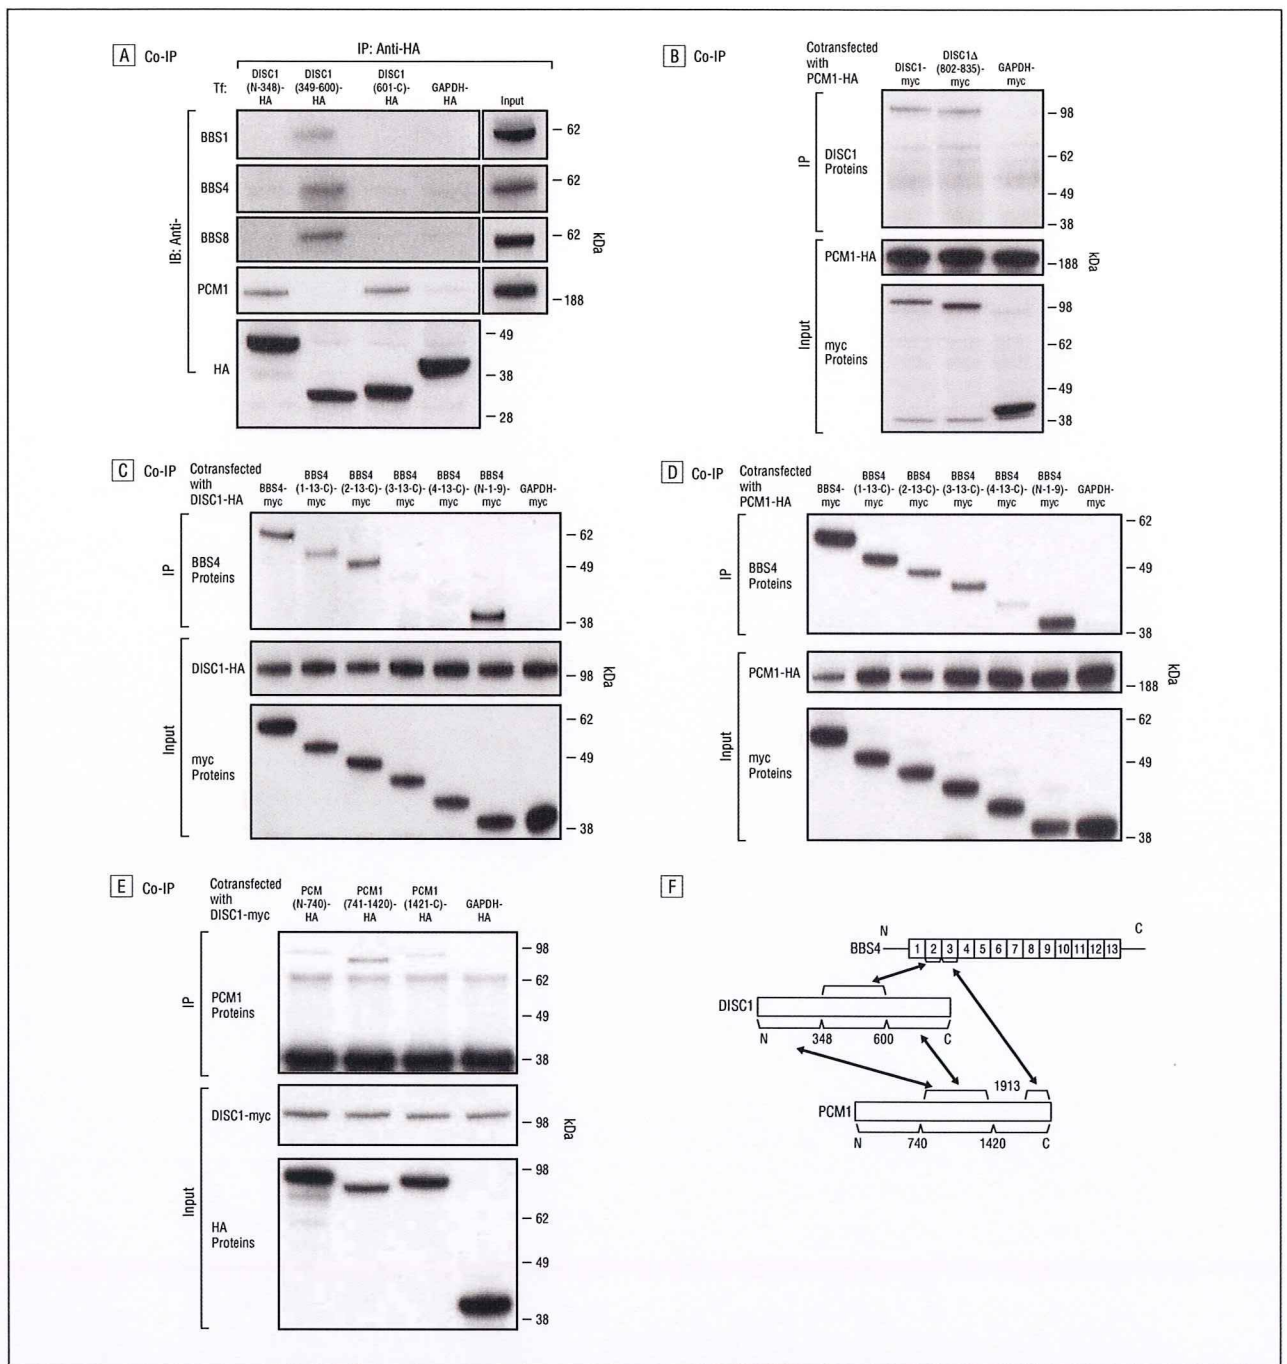 A Co-IP
IP: Anti-HA
Tf:
DISC1 (N-348)-HA
DISC1 (349-600)-HA
DISC1 (601-C)-HA
GAPDH-HA
Input
IB: Anti-
BBS1
62
BBS4
62
BBS8
62
PCM1
188
HA
49
38
28
kDa
B Co-IP
Cotransfected with PCM1-HA
DISC1-myc
DISC1Δ (802-835)-myc
GAPDH-myc
IP
DISC1 Proteins
98
62
49
38
Input
PCM1-HA
188
kDa
myc Proteins
98
62
49
38
C Co-IP
Cotransfected with DISC1-HA
BBS4-myc
BBS4 (1-13-C)-myc
BBS4 (2-13-C)-myc
BBS4 (3-13-C)-myc
BBS4 (4-13-C)-myc
BBS4 (N-1-9)-myc
GAPDH-myc
IP
BBS4 Proteins
62
49
38
Input
DISC1-HA
98
kDa
myc Proteins
62
49
38
D Co-IP
Cotransfected with PCM1-HA
BBS4-myc
BBS4 (1-13-C)-myc
BBS4 (2-13-C)-myc
BBS4 (3-13-C)-myc
BBS4 (4-13-C)-myc
BBS4 (N-1-9)-myc
GAPDH-myc
IP
BBS4 Proteins
62
49
38
Input
PCM1-HA
188
kDa
myc Proteins
62
49
38
E Co-IP
Cotransfected with DISC1-myc
PCM (N-740)-HA
PCM1 (741-1420)-HA
PCM1 (1421-C)-HA
GAPDH-HA
IP
PCM1 Proteins
98
62
49
38
Input
DISC1-myc
98
kDa
HA Proteins
98
62
49
38
F
N C
BBS4 1 2 3 4 5 6 7 8 9 10 11 12 13
DISC1
N 348 600 C
1913
PCM1
N 740 1420 C